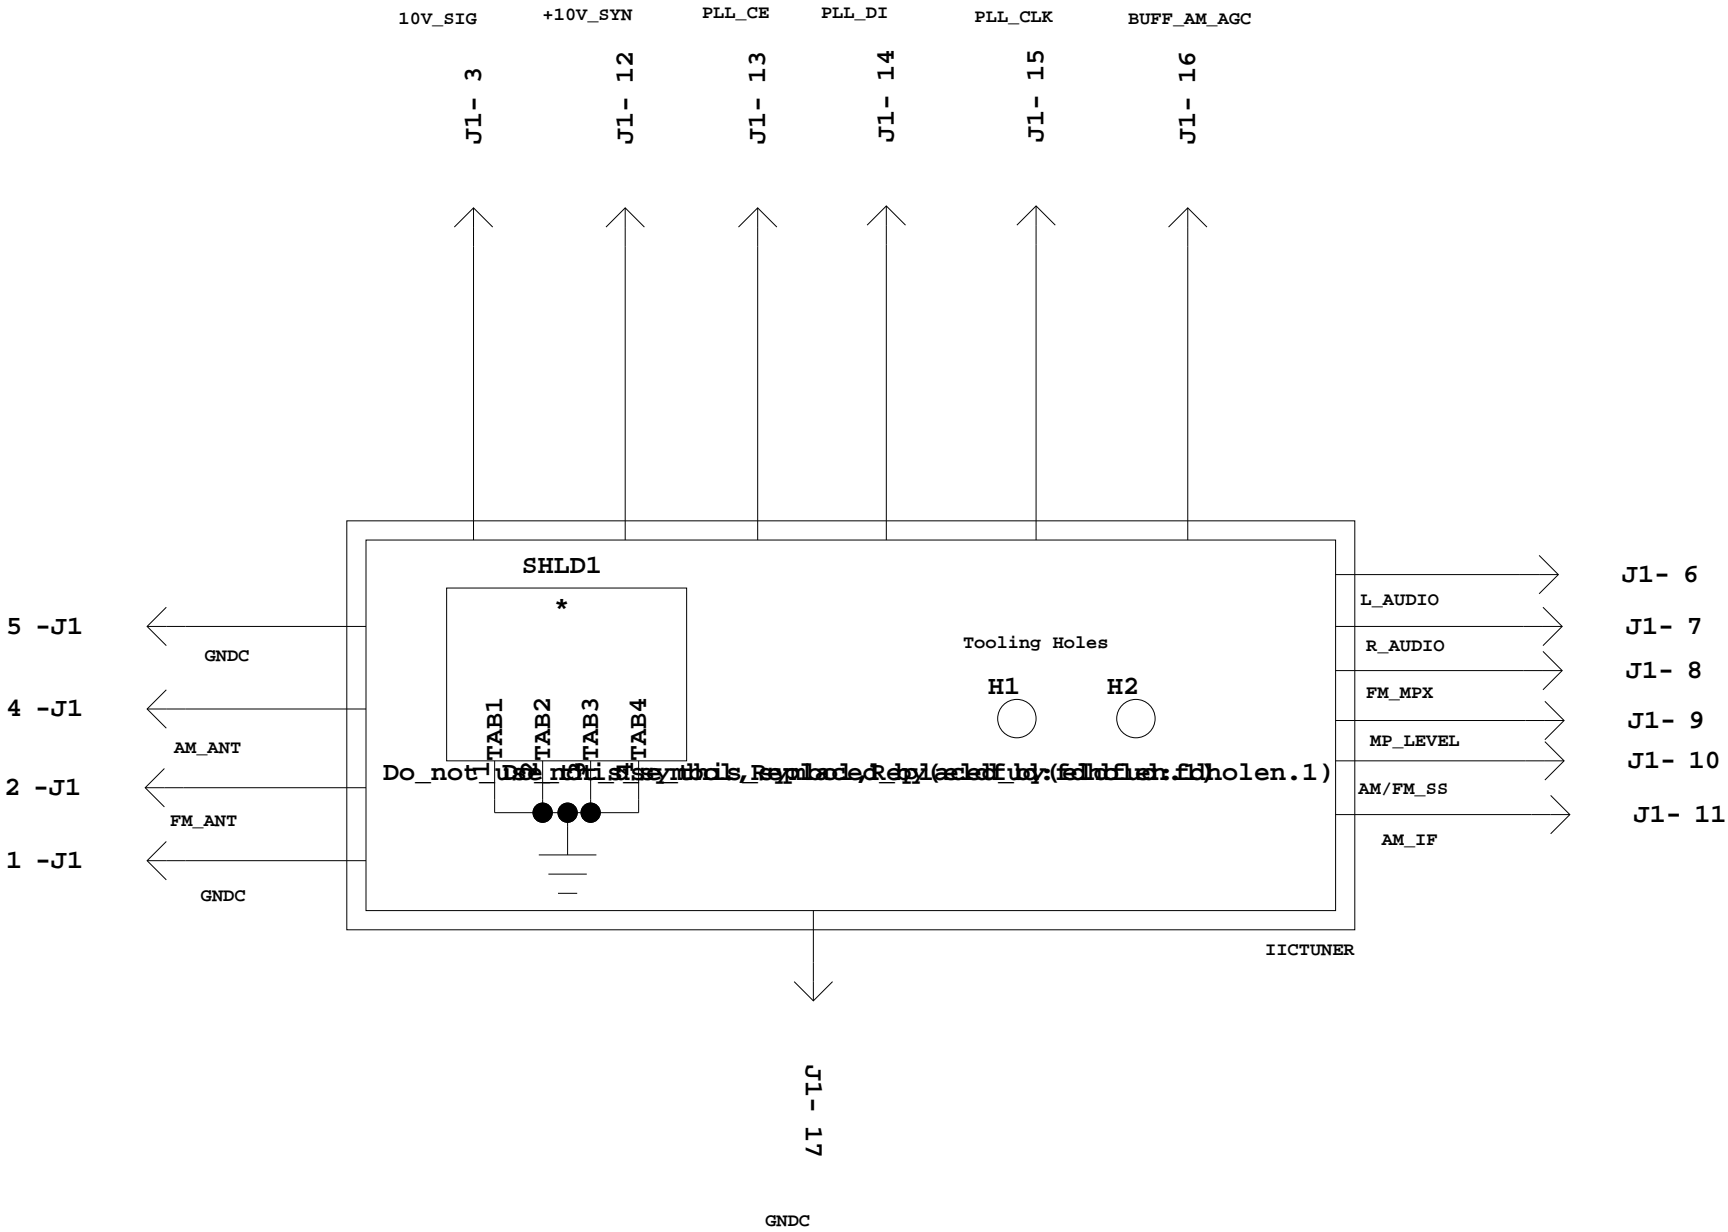 10V_SIG
+10V_SYN
PLL_CE
PLL_DI
PLL_CLK
BUFF_AM_AGC
J1- 3
J1- 12
J1- 13
J1- 14
J1- 15
J1- 16
SHLD1
*
TAB1
TAB2
TAB3
TAB4
Tooling Holes
H1
H2
5 -J1
GNDC
4 -J1
AM_ANT
2 -J1
FM_ANT
1 -J1
GNDC
J1- 6
L_AUDIO
J1- 7
R_AUDIO
J1- 8
FM_MPX
J1- 9
MP_LEVEL
J1- 10
AM/FM_SS
J1- 11
AM_IF
IICTUNER
J1- 17
GNDC